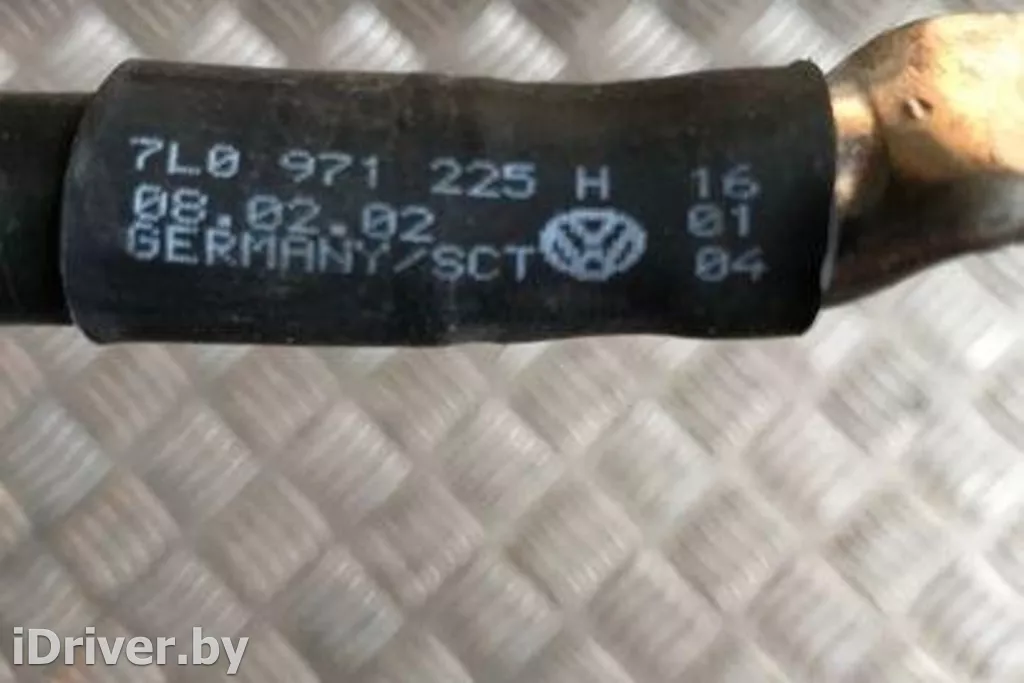 7L0 971 225 H 16
08.02.02 01
GERMANY/SCT 04
iDriver.by